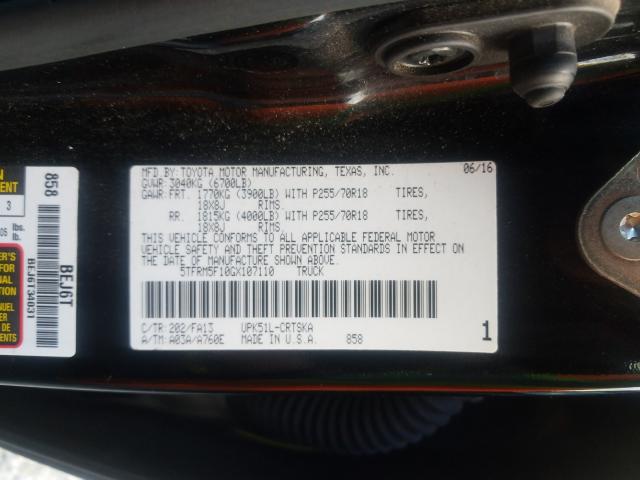 MFD.BY:TOYOTA MOTOR MANUFACTURING, TEXAS, INC. 06/16
GVWR:3040KG (6700LB)
GAWR:FRT. 1770KG (3900LB) WITH P255/70R18 TIRES,
18X8J RIMS.
RR. 1815KG (4000LB) WITH P255/70R18 TIRES,
18X8J RIMS.
THIS VEHICLE CONFORMS TO ALL APPLICABLE FEDERAL MOTOR
VEHICLE SAFETY AND THEFT PREVENTION STANDARDS IN EFFECT ON
THE DATE OF MANUFACTURE SHOWN ABOVE.
5TFRM5F10GX107110 TRUCK
C/TR: 202/FA13 UPK51L-CRTSKA
A/TM: A03A/A760E MADE IN U.S.A. 858
1
858
BEJ6T
BEJ6T34031
3
lbs.
lb.